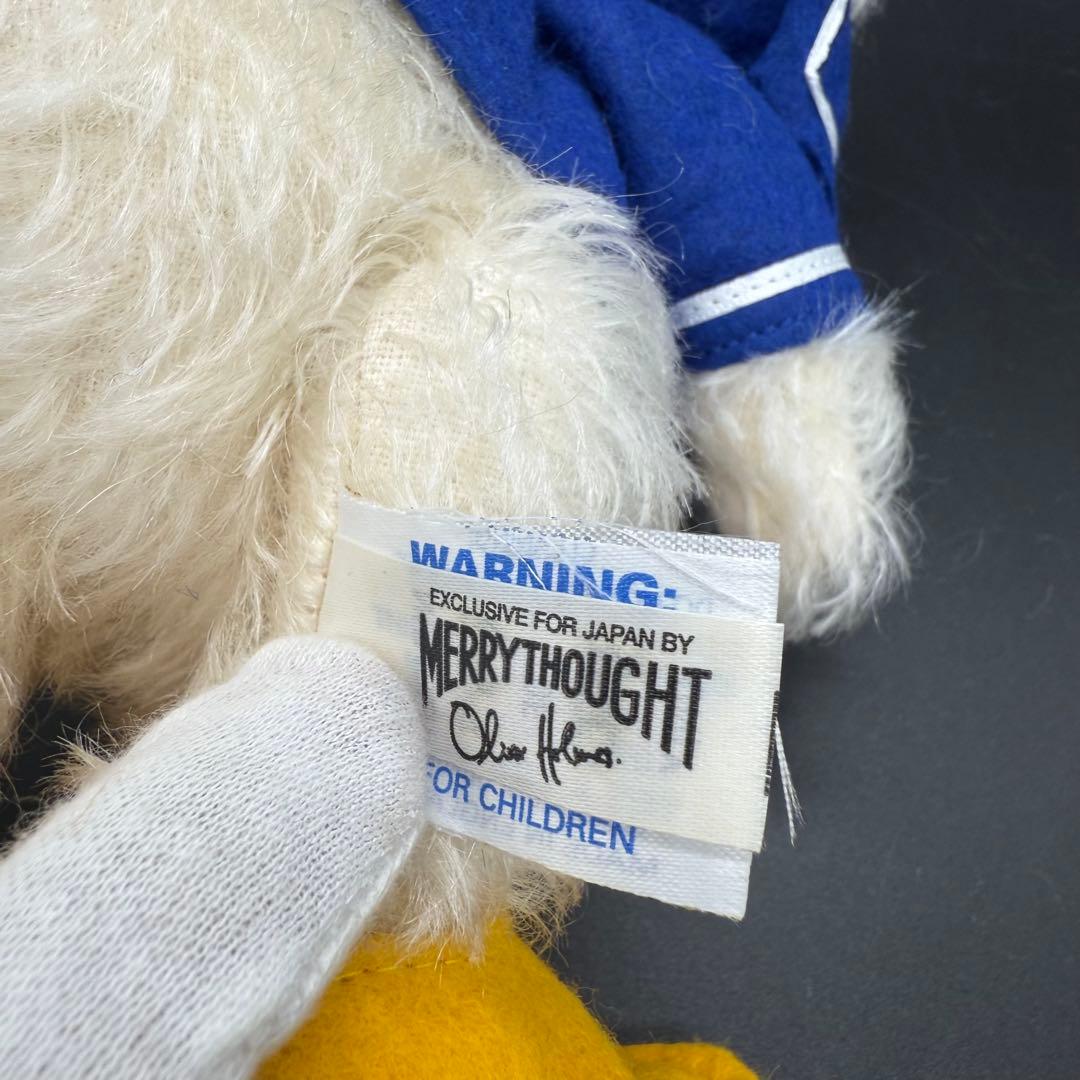 WARNING:
EXCLUSIVE FOR JAPAN BY
MERRYTHOUGHT
Oliver Holmes.
FOR CHILDREN